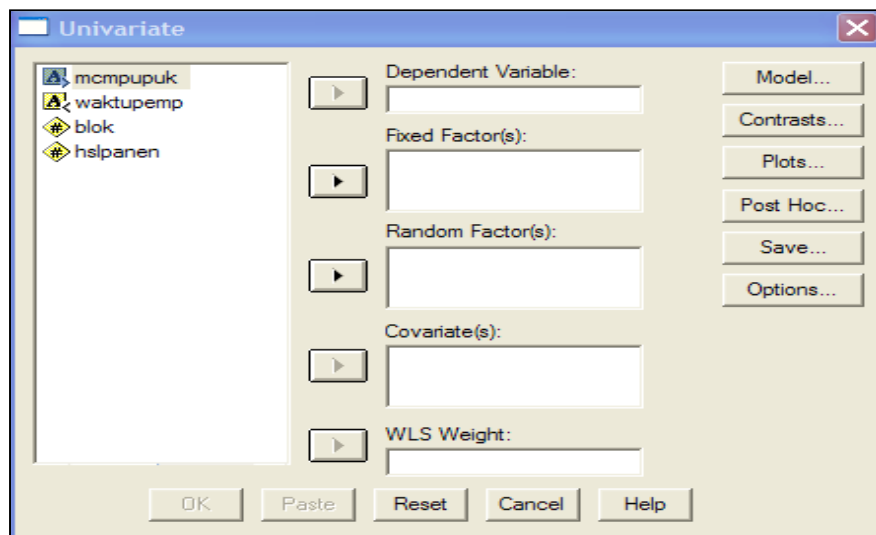 Univariate
mcmpupuk
waktupemp
blok
hslpanen
Dependent Variable:
Fixed Factor(s):
Random Factor(s):
Covariate(s):
WLS Weight:
Model...
Contrasts...
Plots...
Post Hoc...
Save...
Options...
OK
Paste
Reset
Cancel
Help